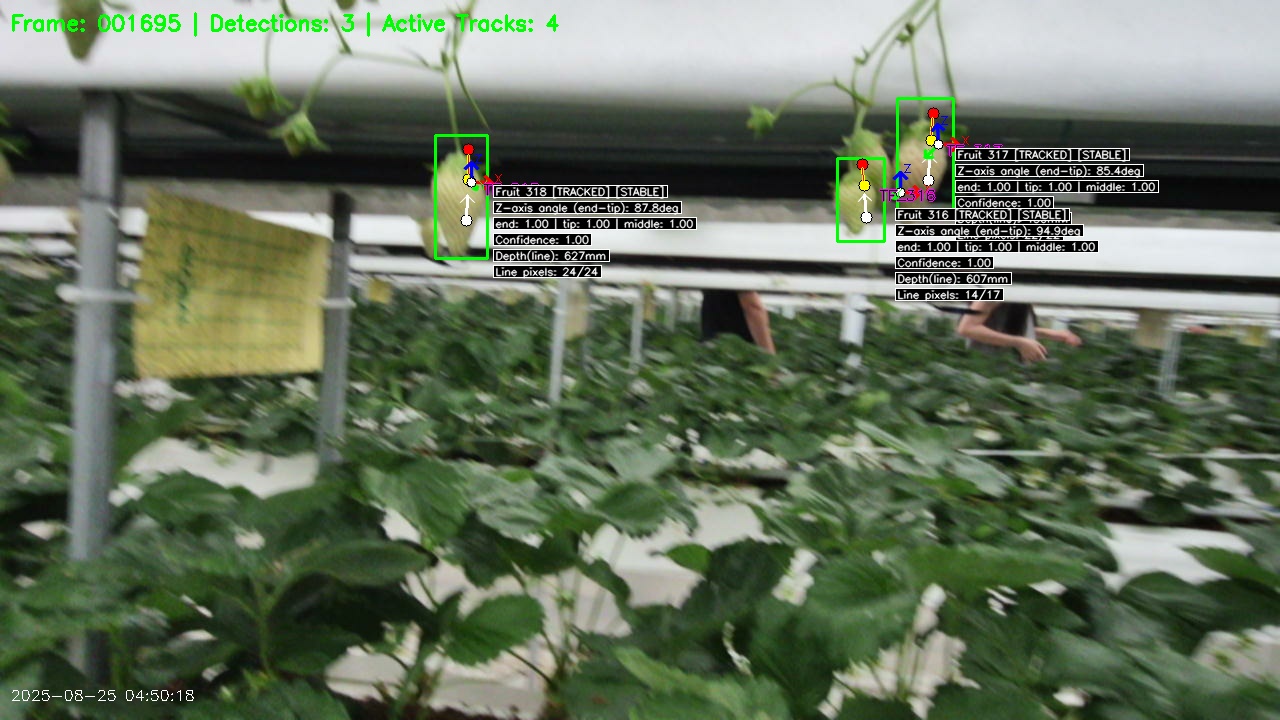 Frame: 001695 | Detections: 3 | Active Tracks: 4
Fruit 317 [TRACKED] [STABLE]
Z-axis angle (end-tip): 85.4deg
end: 1.00 | tip: 1.00 | middle: 1.00
Confidence: 1.00
Fruit 318 [TRACKED] [STABLE]
Z-axis angle (end-tip): 87.8deg
end: 1.00 | tip: 1.00 | middle: 1.00
Confidence: 1.00
Depth(line): 627mm
Line pixels: 24/24
Fruit 316 [TRACKED] [STABLE]
Z-axis angle (end-tip): 94.9deg
end: 1.00 | tip: 1.00 | middle: 1.00
Confidence: 1.00
Depth(line): 607mm
Line pixels: 14/17
Z
X
Z
X
Z
2025-08-25 04:50:18